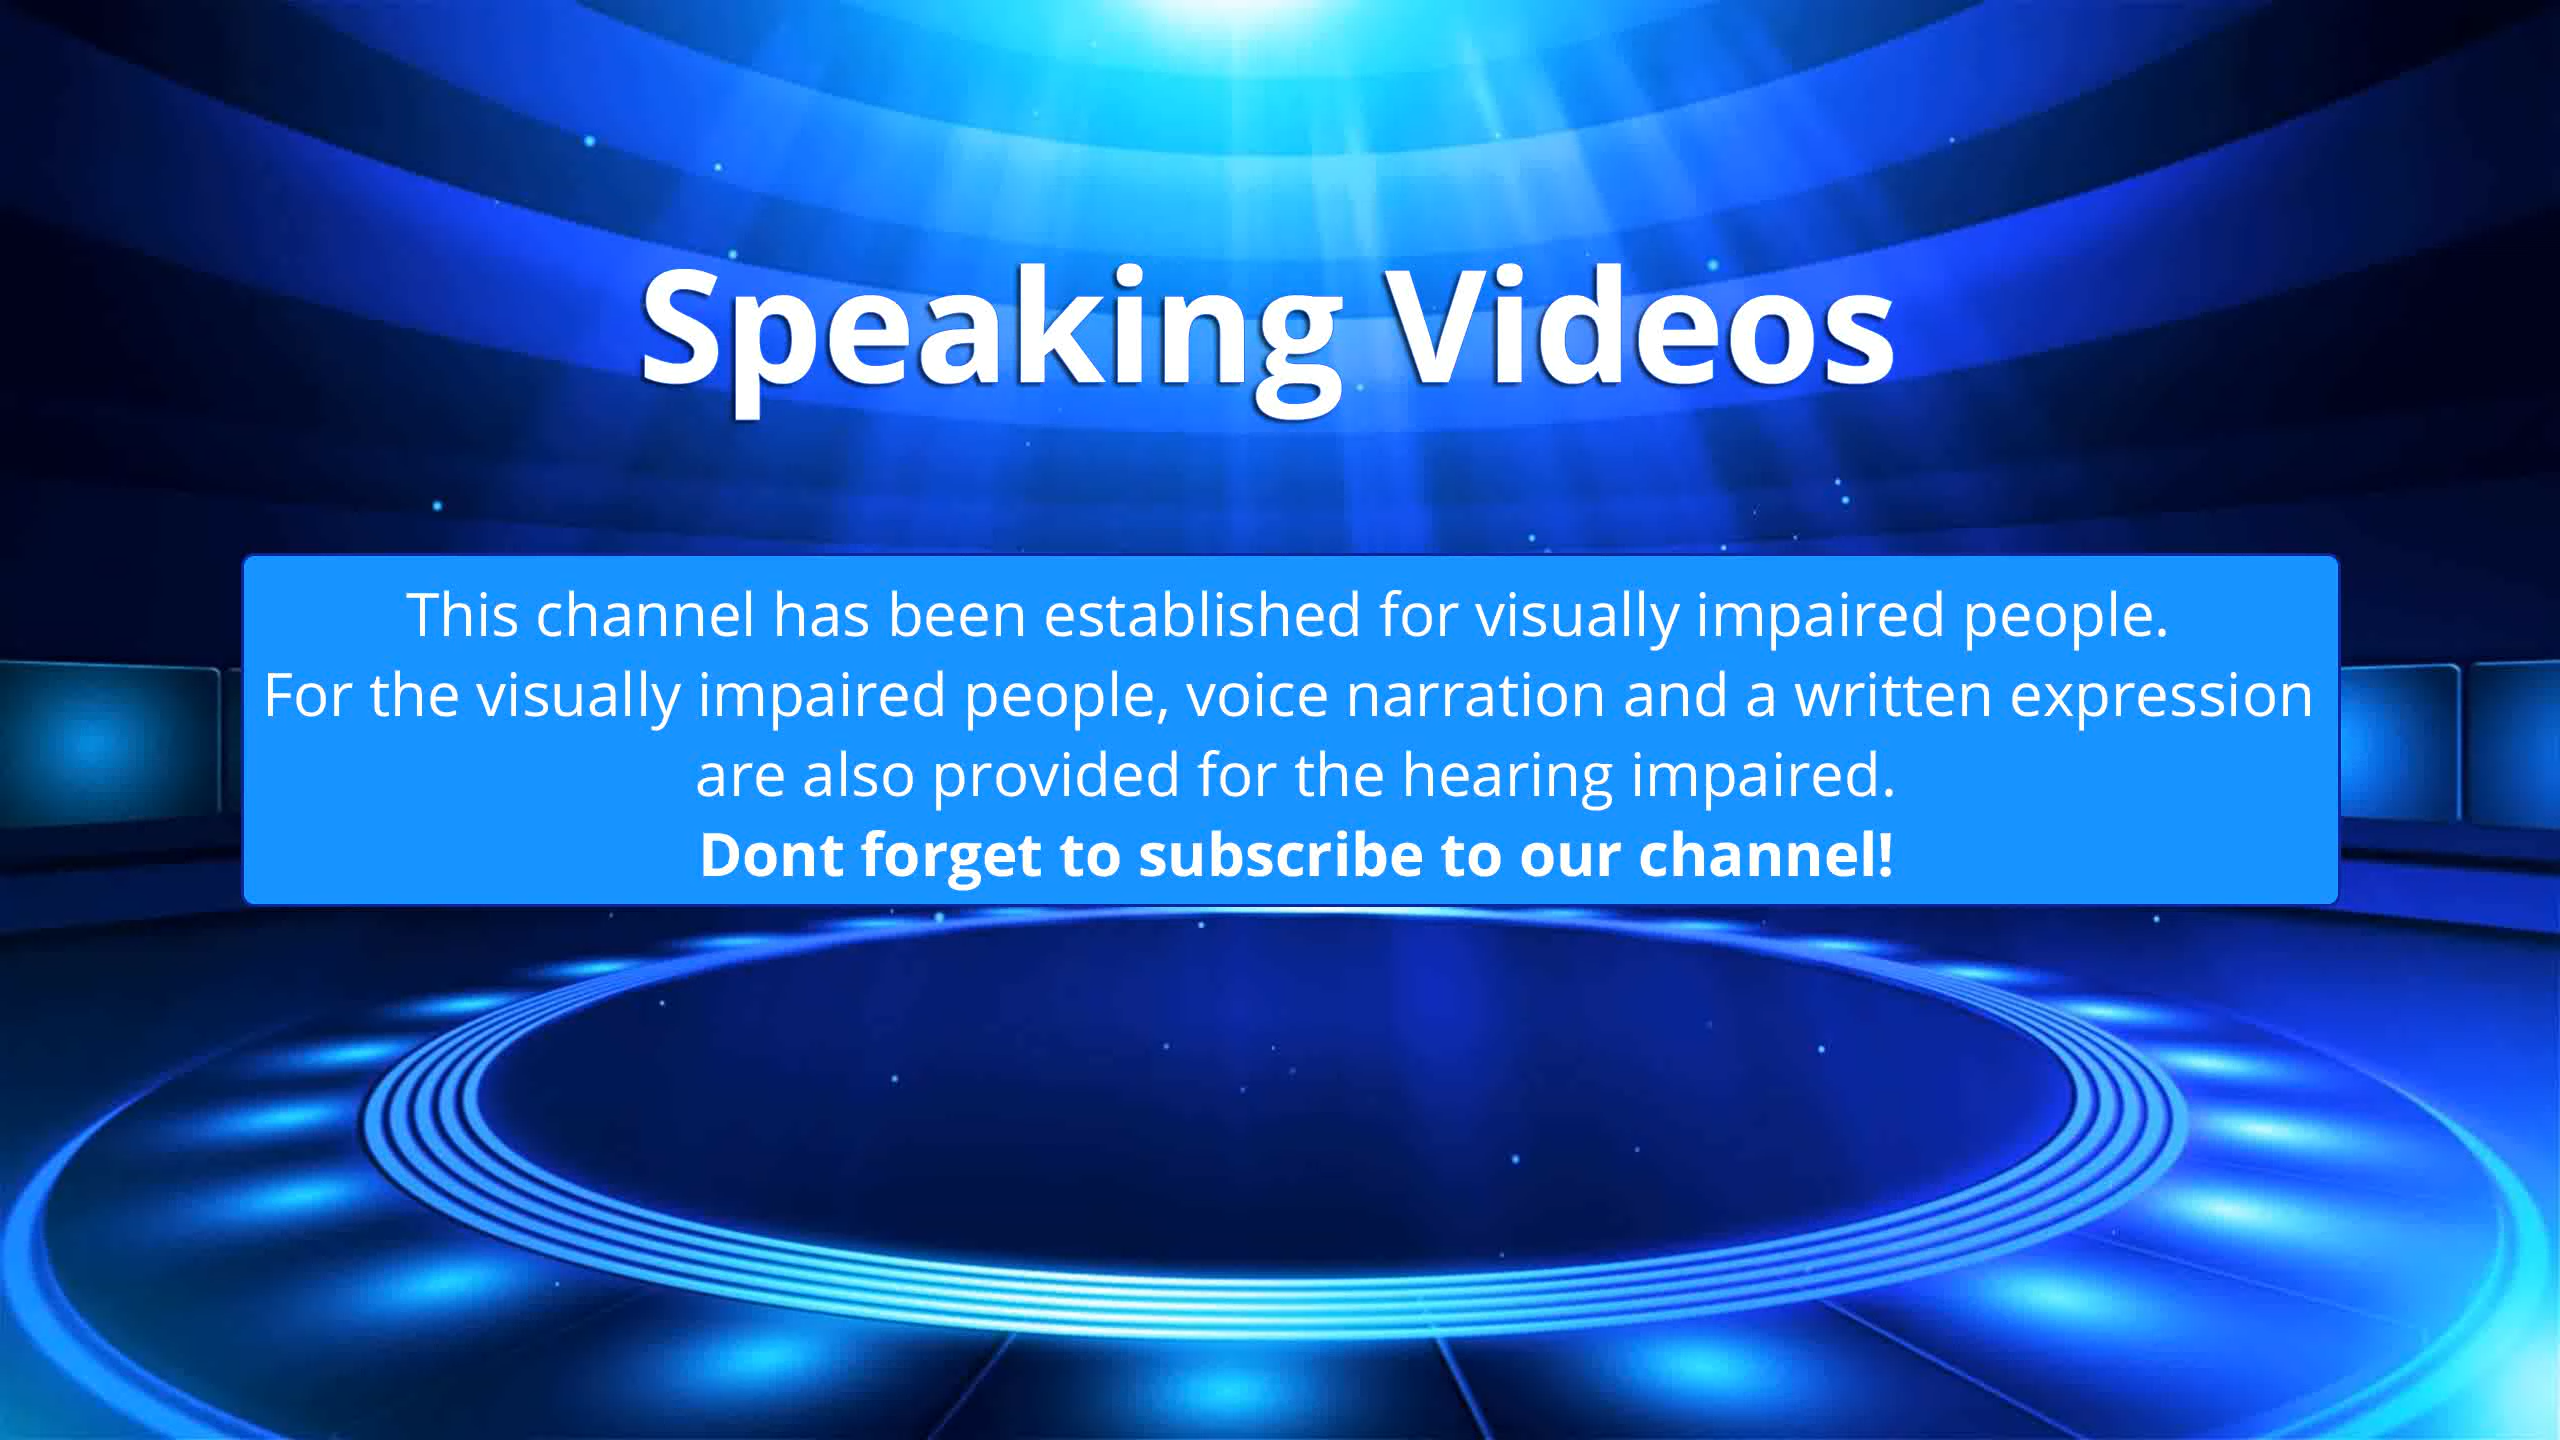 Speaking Videos
This channel has been established for visually impaired people.
For the visually impaired people, voice narration and a written expression
are also provided for the hearing impaired.
Dont forget to subscribe to our channel!